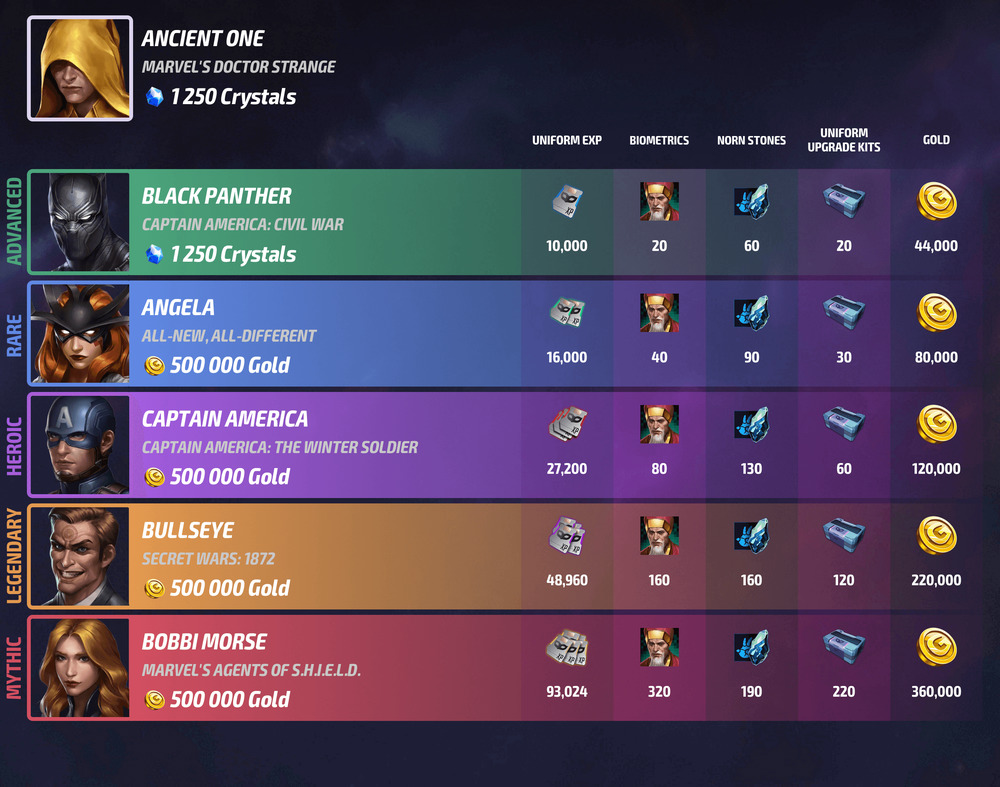 ANCIENT ONE
MARVEL'S DOCTOR STRANGE
1 250 Crystals
UNIFORM EXP
BIOMETRICS
NORN STONES
UNIFORM
UPGRADE KITS
GOLD
ADVANCED
BLACK PANTHER
CAPTAIN AMERICA: CIVIL WAR
1 250 Crystals
10,000
20
60
20
44,000
RARE
ANGELA
ALL-NEW, ALL-DIFFERENT
500 000 Gold
16,000
40
90
30
80,000
HEROIC
CAPTAIN AMERICA
CAPTAIN AMERICA: THE WINTER SOLDIER
500 000 Gold
27,200
80
130
60
120,000
LEGENDARY
BULLSEYE
SECRET WARS: 1872
500 000 Gold
48,960
160
160
120
220,000
MYTHIC
BOBBI MORSE
MARVEL'S AGENTS OF S.H.I.E.L.D.
500 000 Gold
93,024
320
190
220
360,000